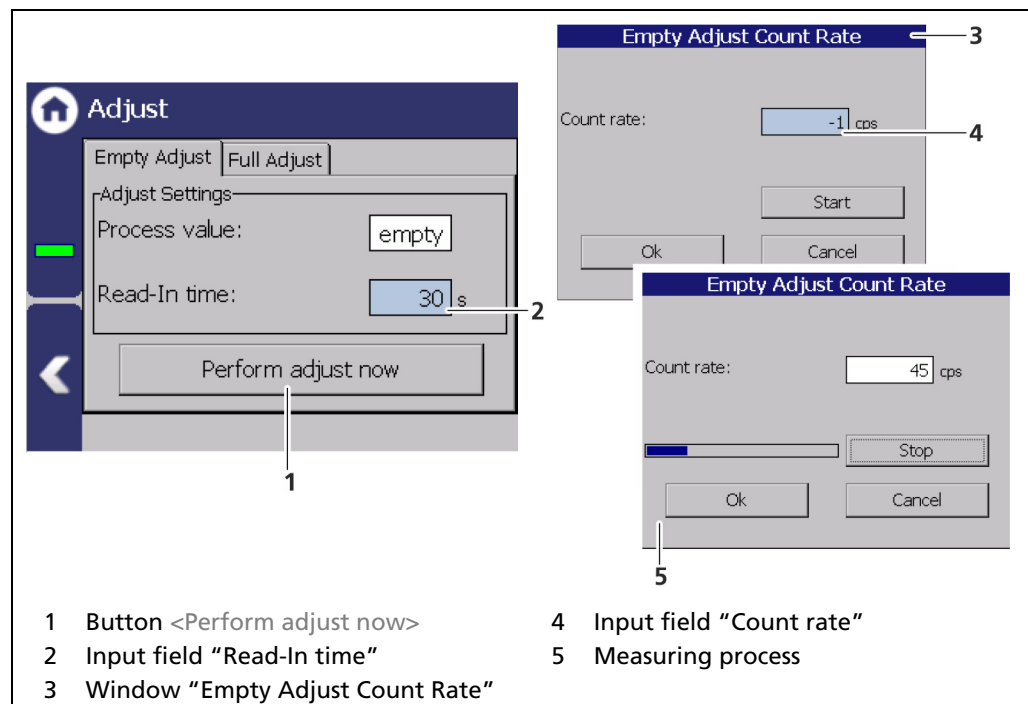 Adjust
Empty Adjust Full Adjust
Adjust Settings
Process value: empty
Read-In time: 30 s
2
Perform adjust now
1
Empty Adjust Count Rate
3
Count rate: -1 cps
4
Start
Ok Cancel
Empty Adjust Count Rate
Count rate: 45 cps
Stop
Ok Cancel
5
1 Button <Perform adjust now>
2 Input field “Read-In time”
3 Window “Empty Adjust Count Rate”
4 Input field “Count rate”
5 Measuring process